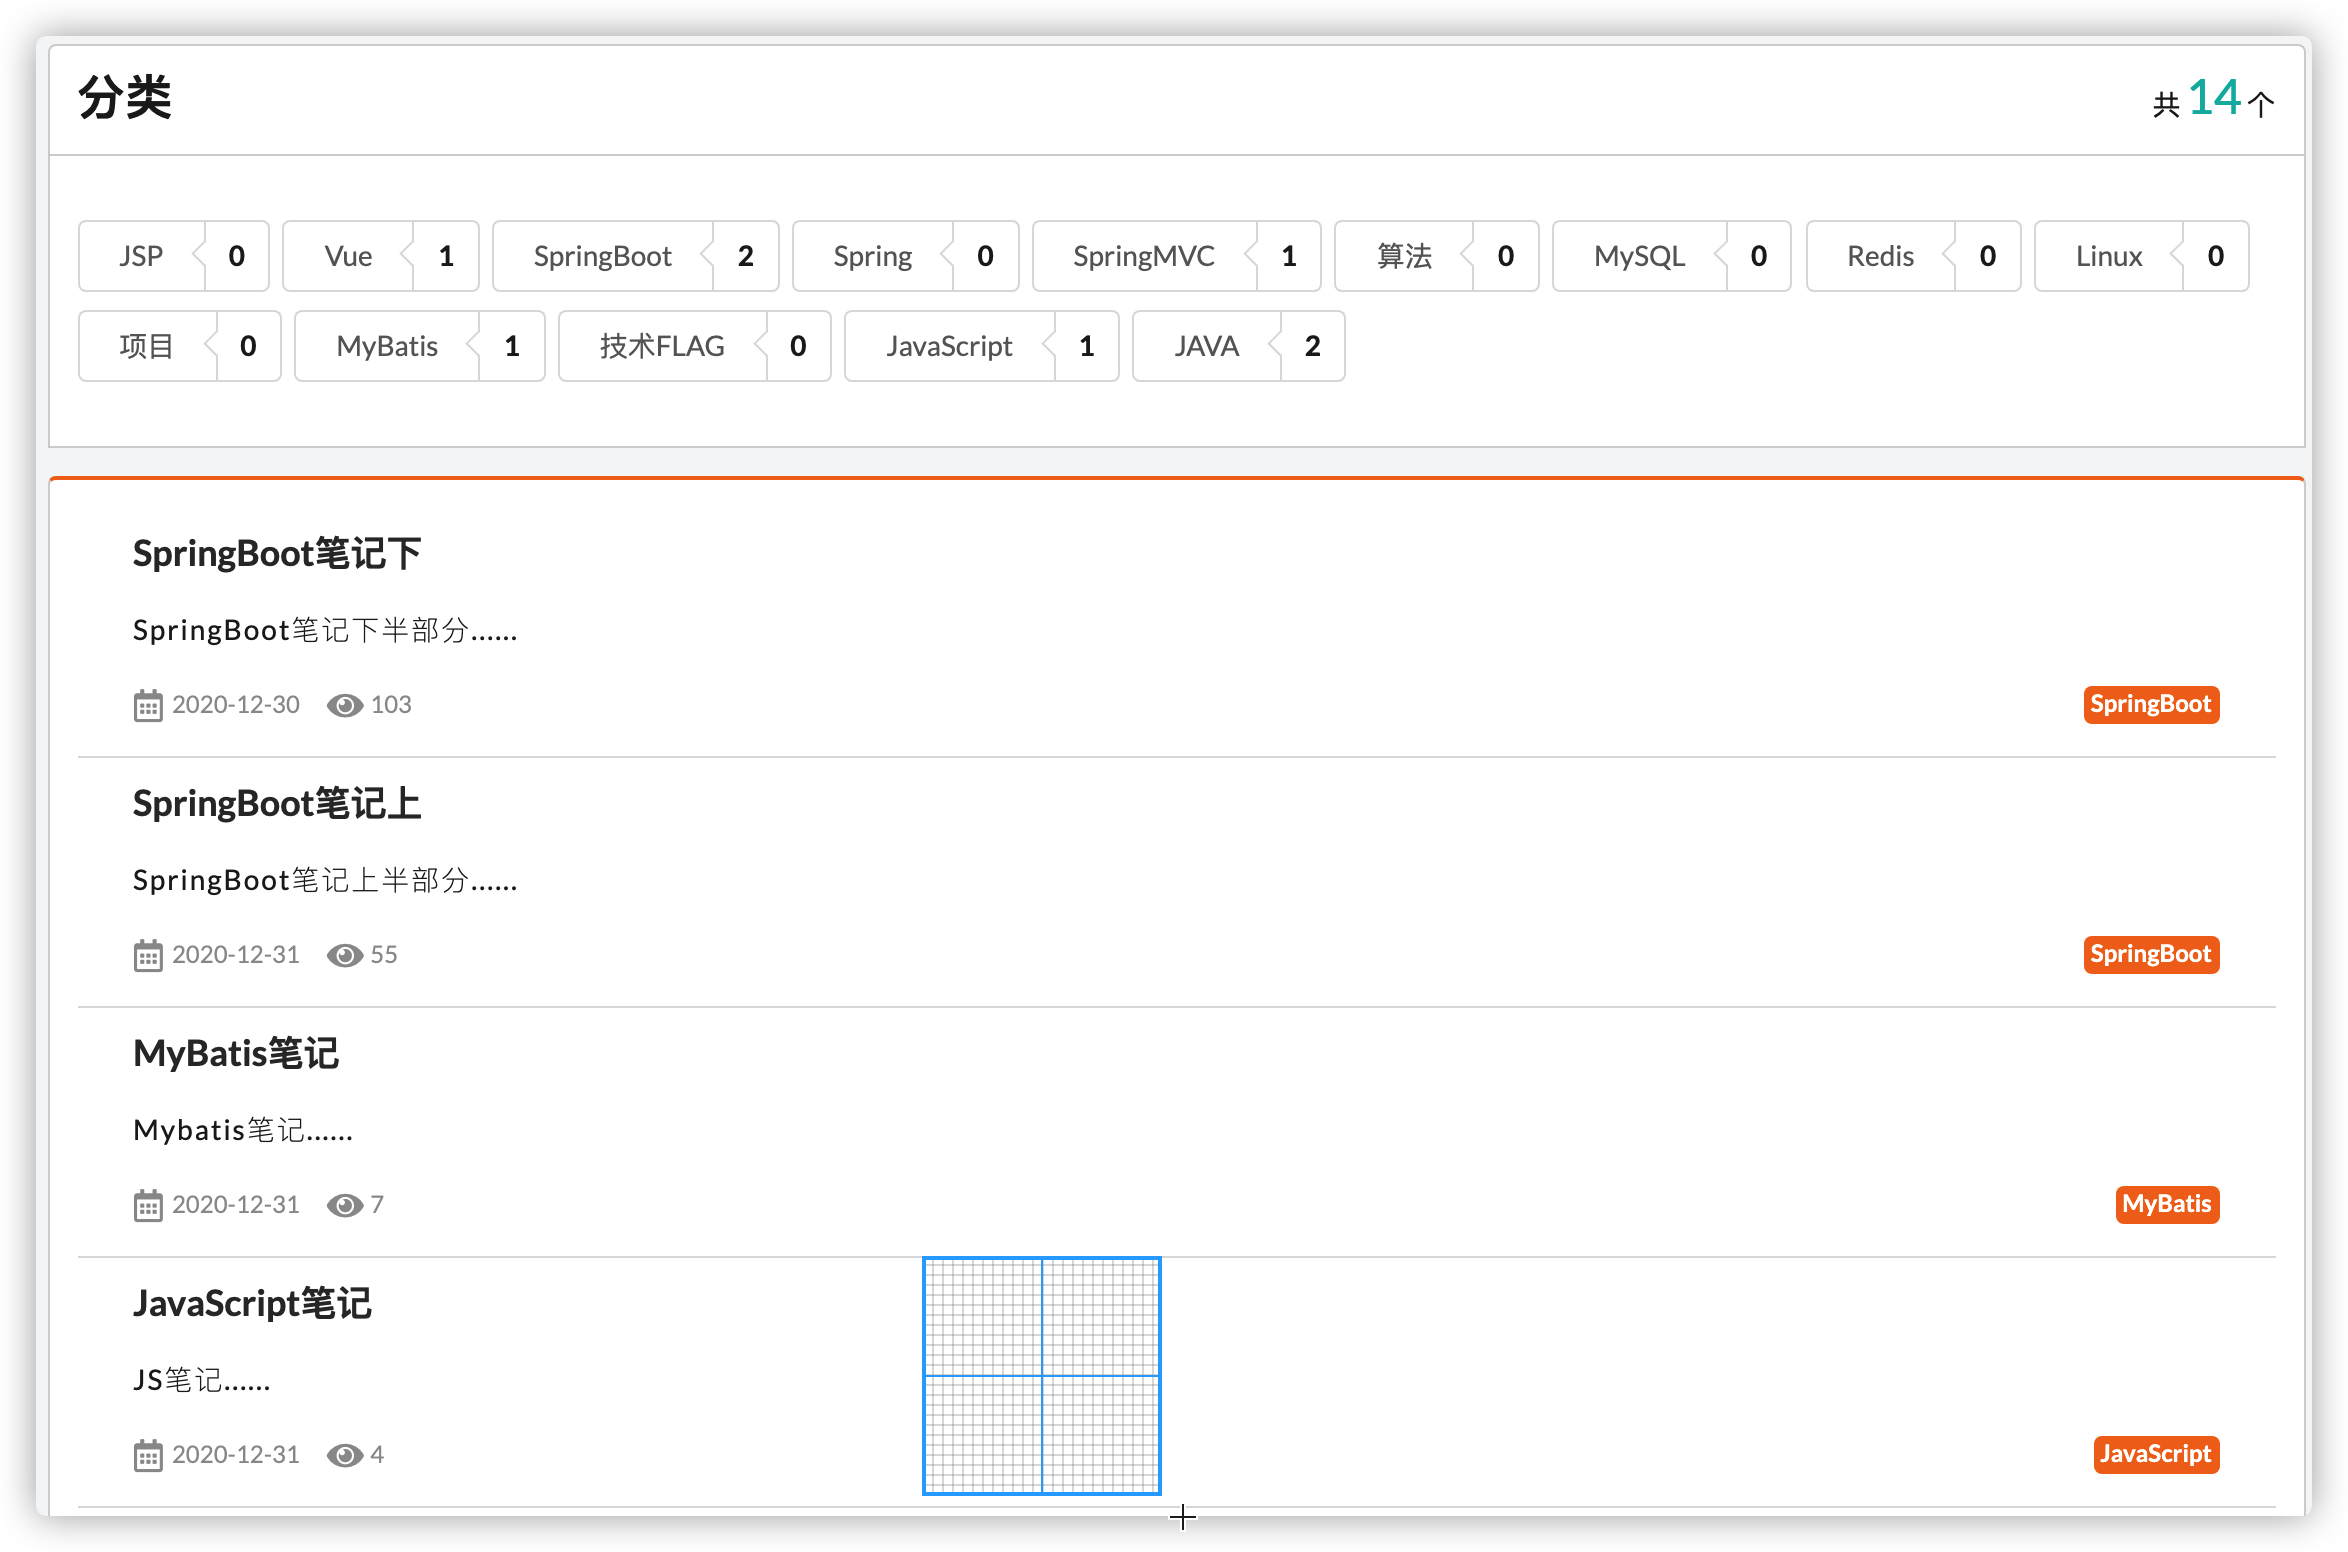 分类
共 14 个
JSP 0 Vue 1 SpringBoot 2 Spring 0 SpringMVC 1 算法 0 MySQL 0 Redis 0 Linux 0
项目 0 MyBatis 1 技术FLAG 0 JavaScript 1 JAVA 2
SpringBoot笔记下
SpringBoot笔记下半部分......
2020-12-30 103 SpringBoot
SpringBoot笔记上
SpringBoot笔记上半部分......
2020-12-31 55 SpringBoot
MyBatis笔记
Mybatis笔记......
2020-12-31 7 MyBatis
JavaScript笔记
JS笔记......
2020-12-31 4 JavaScript